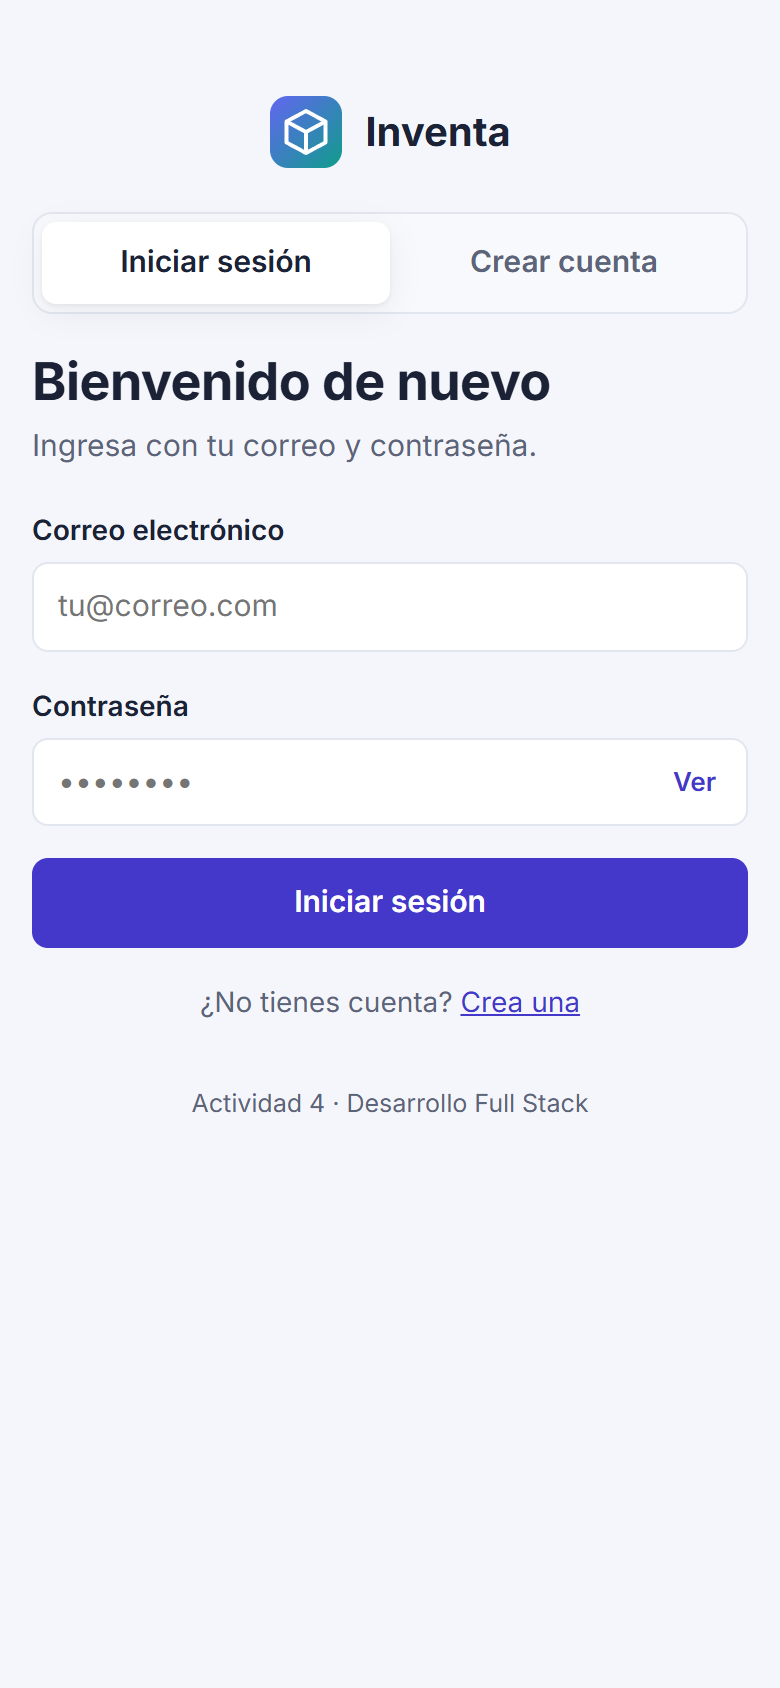 Inventa
Iniciar sesión
Crear cuenta
Bienvenido de nuevo
Ingresa con tu correo y contraseña.
Correo electrónico
tu@correo.com
Contraseña
••••••••
Ver
Iniciar sesión
¿No tienes cuenta? Crea una
Actividad 4 · Desarrollo Full Stack